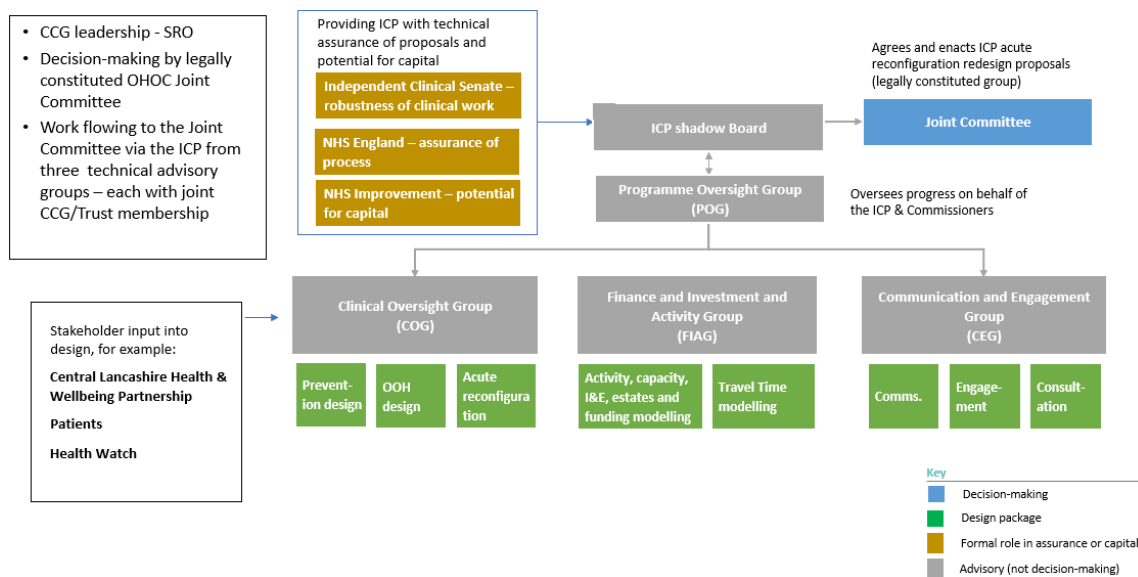 • CCG leadership - SRO
• Decision-making by legally
constituted OHOC Joint
Committee
• Work flowing to the Joint
Committee via the ICP from
three technical advisory
groups – each with joint
CCG/Trust membership
Providing ICP with technical
assurance of proposals and
potential for capital
Independent Clinical Senate –
robustness of clinical work
NHS England – assurance of
process
NHS Improvement – potential
for capital
ICP shadow Board
Agrees and enacts ICP acute
reconfiguration redesign proposals
(legally constituted group)
Joint Committee
Programme Oversight Group
(POG)
Oversees progress on behalf of
the ICP & Commissioners
Stakeholder input into
design, for example:
Central Lancashire Health &
Wellbeing Partnership
Patients
Health Watch
Clinical Oversight Group
(COG)
Finance and Investment and
Activity Group
(FIAG)
Communication and Engagement
Group
(CEG)
Prevent-
ion design
OOH
design
Acute
reconfigura
tion
Activity, capacity,
I&E, estates and
funding modelling
Travel Time
modelling
Comms.
Engage-
ment
Consult-
ation
Key
Decision-making
Design package
Formal role in assurance or capital
Advisory (not decision-making)